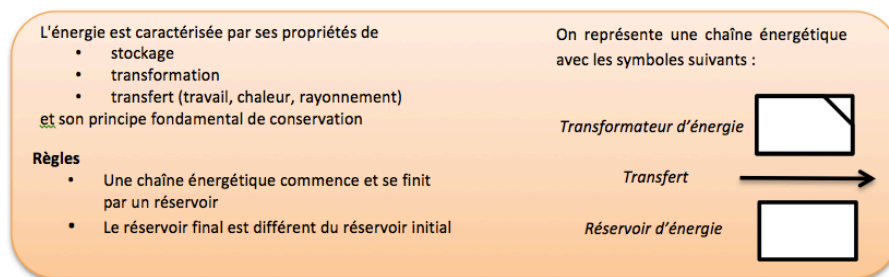 L'énergie est caractérisée par ses propriétés de
• stockage
• transformation
• transfert (travail, chaleur, rayonnement)
et son principe fondamental de conservation
Règles
• Une chaîne énergétique commence et se finit
par un réservoir
• Le réservoir final est différent du réservoir initial
On représente une chaîne énergétique
avec les symboles suivants :
Transformateur d'énergie
Transfert
Réservoir d'énergie